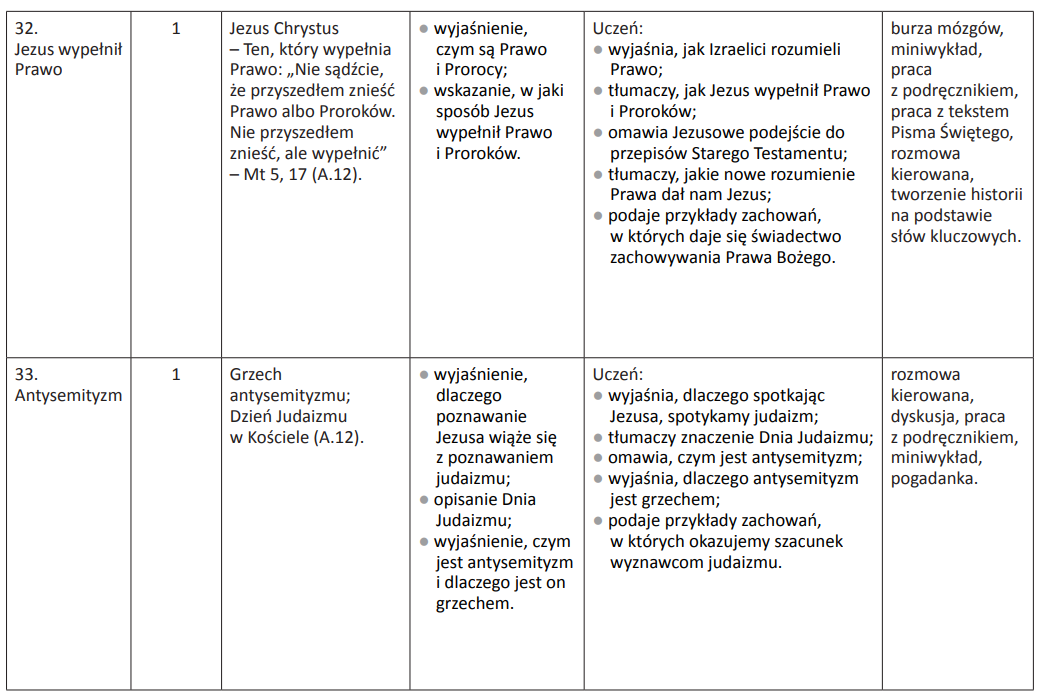 32.
Jezus wypełnił
Prawo
1
Jezus Chrystus
– Ten, który wypełnia
Prawo: „Nie sądźcie,
że przyszedłem znieść
Prawo albo Proroków.
Nie przyszedłem
znieść, ale wypełnić”
– Mt 5, 17 (A.12).
● wyjaśnienie,
czym są Prawo
i Prorocy;
● wskazanie, w jaki
sposób Jezus
wypełnił Prawo
i Proroków.
Uczeń:
● wyjaśnia, jak Izraelici rozumieli
Prawo;
● tłumaczy, jak Jezus wypełnił Prawo
i Proroków;
● omawia Jezusowe podejście do
przepisów Starego Testamentu;
● tłumaczy, jakie nowe rozumienie
Prawa dał nam Jezus;
● podaje przykłady zachowań,
w których daje się świadectwo
zachowywania Prawa Bożego.
burza mózgów,
miniwykład,
praca
z podręcznikiem,
praca z tekstem
Pisma Świętego,
rozmowa
kierowana,
tworzenie historii
na podstawie
słów kluczowych.
33.
Antysemityzm
1
Grzech
antysemityzmu;
Dzień Judaizmu
w Kościele (A.12).
● wyjaśnienie,
dlaczego
poznawanie
Jezusa wiąże się
z poznawaniem
judaizmu;
● opisanie Dnia
Judaizmu;
● wyjaśnienie, czym
jest antysemityzm
i dlaczego jest on
grzechem.
Uczeń:
● wyjaśnia, dlaczego spotkając
Jezusa, spotykamy judaizm;
● tłumaczy znaczenie Dnia Judaizmu;
● omawia, czym jest antysemityzm;
● wyjaśnia, dlaczego antysemityzm
jest grzechem;
● podaje przykłady zachowań,
w których okazujemy szacunek
wyznawcom judaizmu.
rozmowa
kierowana,
dyskusja, praca
z podręcznikiem,
miniwykład,
pogadanka.